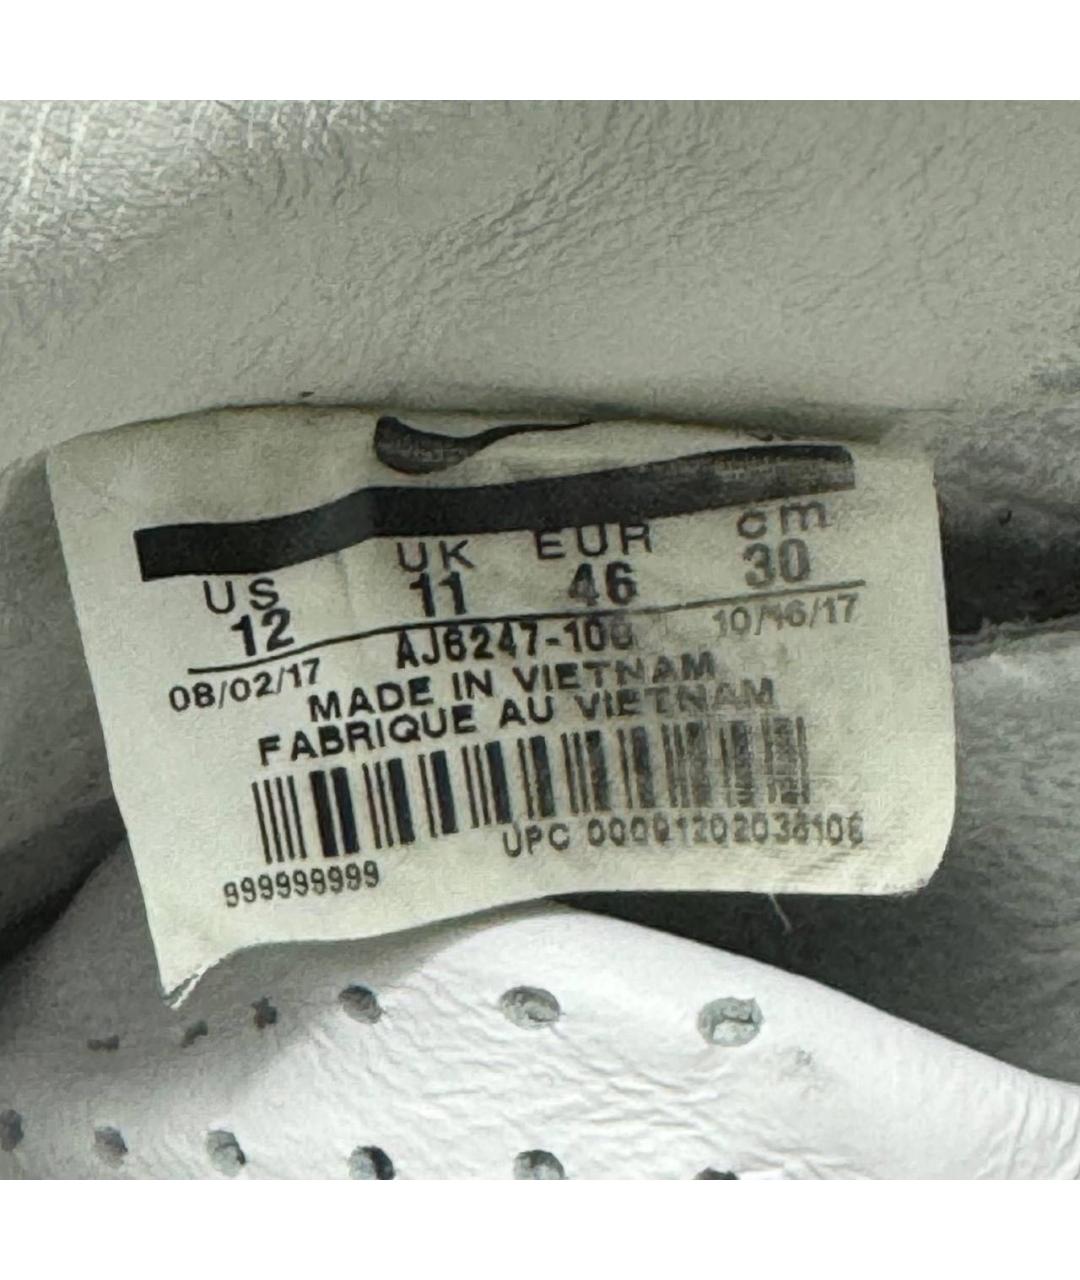 US UK EUR cm
12 11 46 30
08/02/17 AJ6247-100 10/16/17
MADE IN VIETNAM
FABRIQUE AU VIETNAM
UPC
999999999